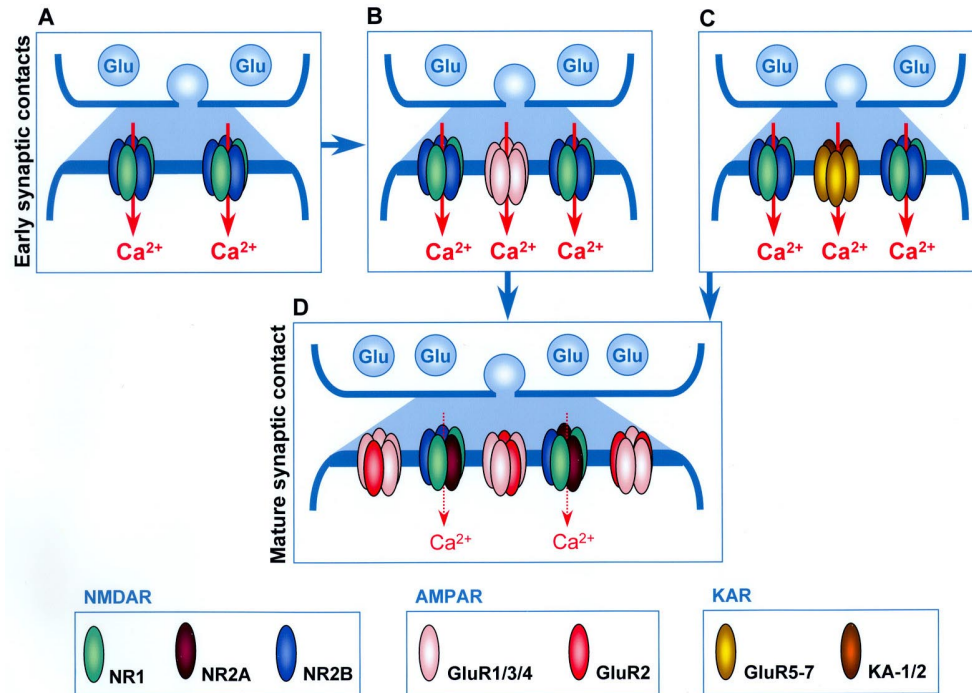 A
B
C
Early synaptic contacts
Glu Glu
Glu Glu
Glu Glu
Ca²⁺ Ca²⁺
Ca²⁺ Ca²⁺ Ca²⁺
Ca²⁺ Ca²⁺ Ca²⁺
D
Mature synaptic contact
Glu Glu Glu Glu
Ca²⁺ Ca²⁺
NMDAR
NR1 NR2A NR2B
AMPAR
GluR1/3/4 GluR2
KAR
GluR5-7 KA-1/2